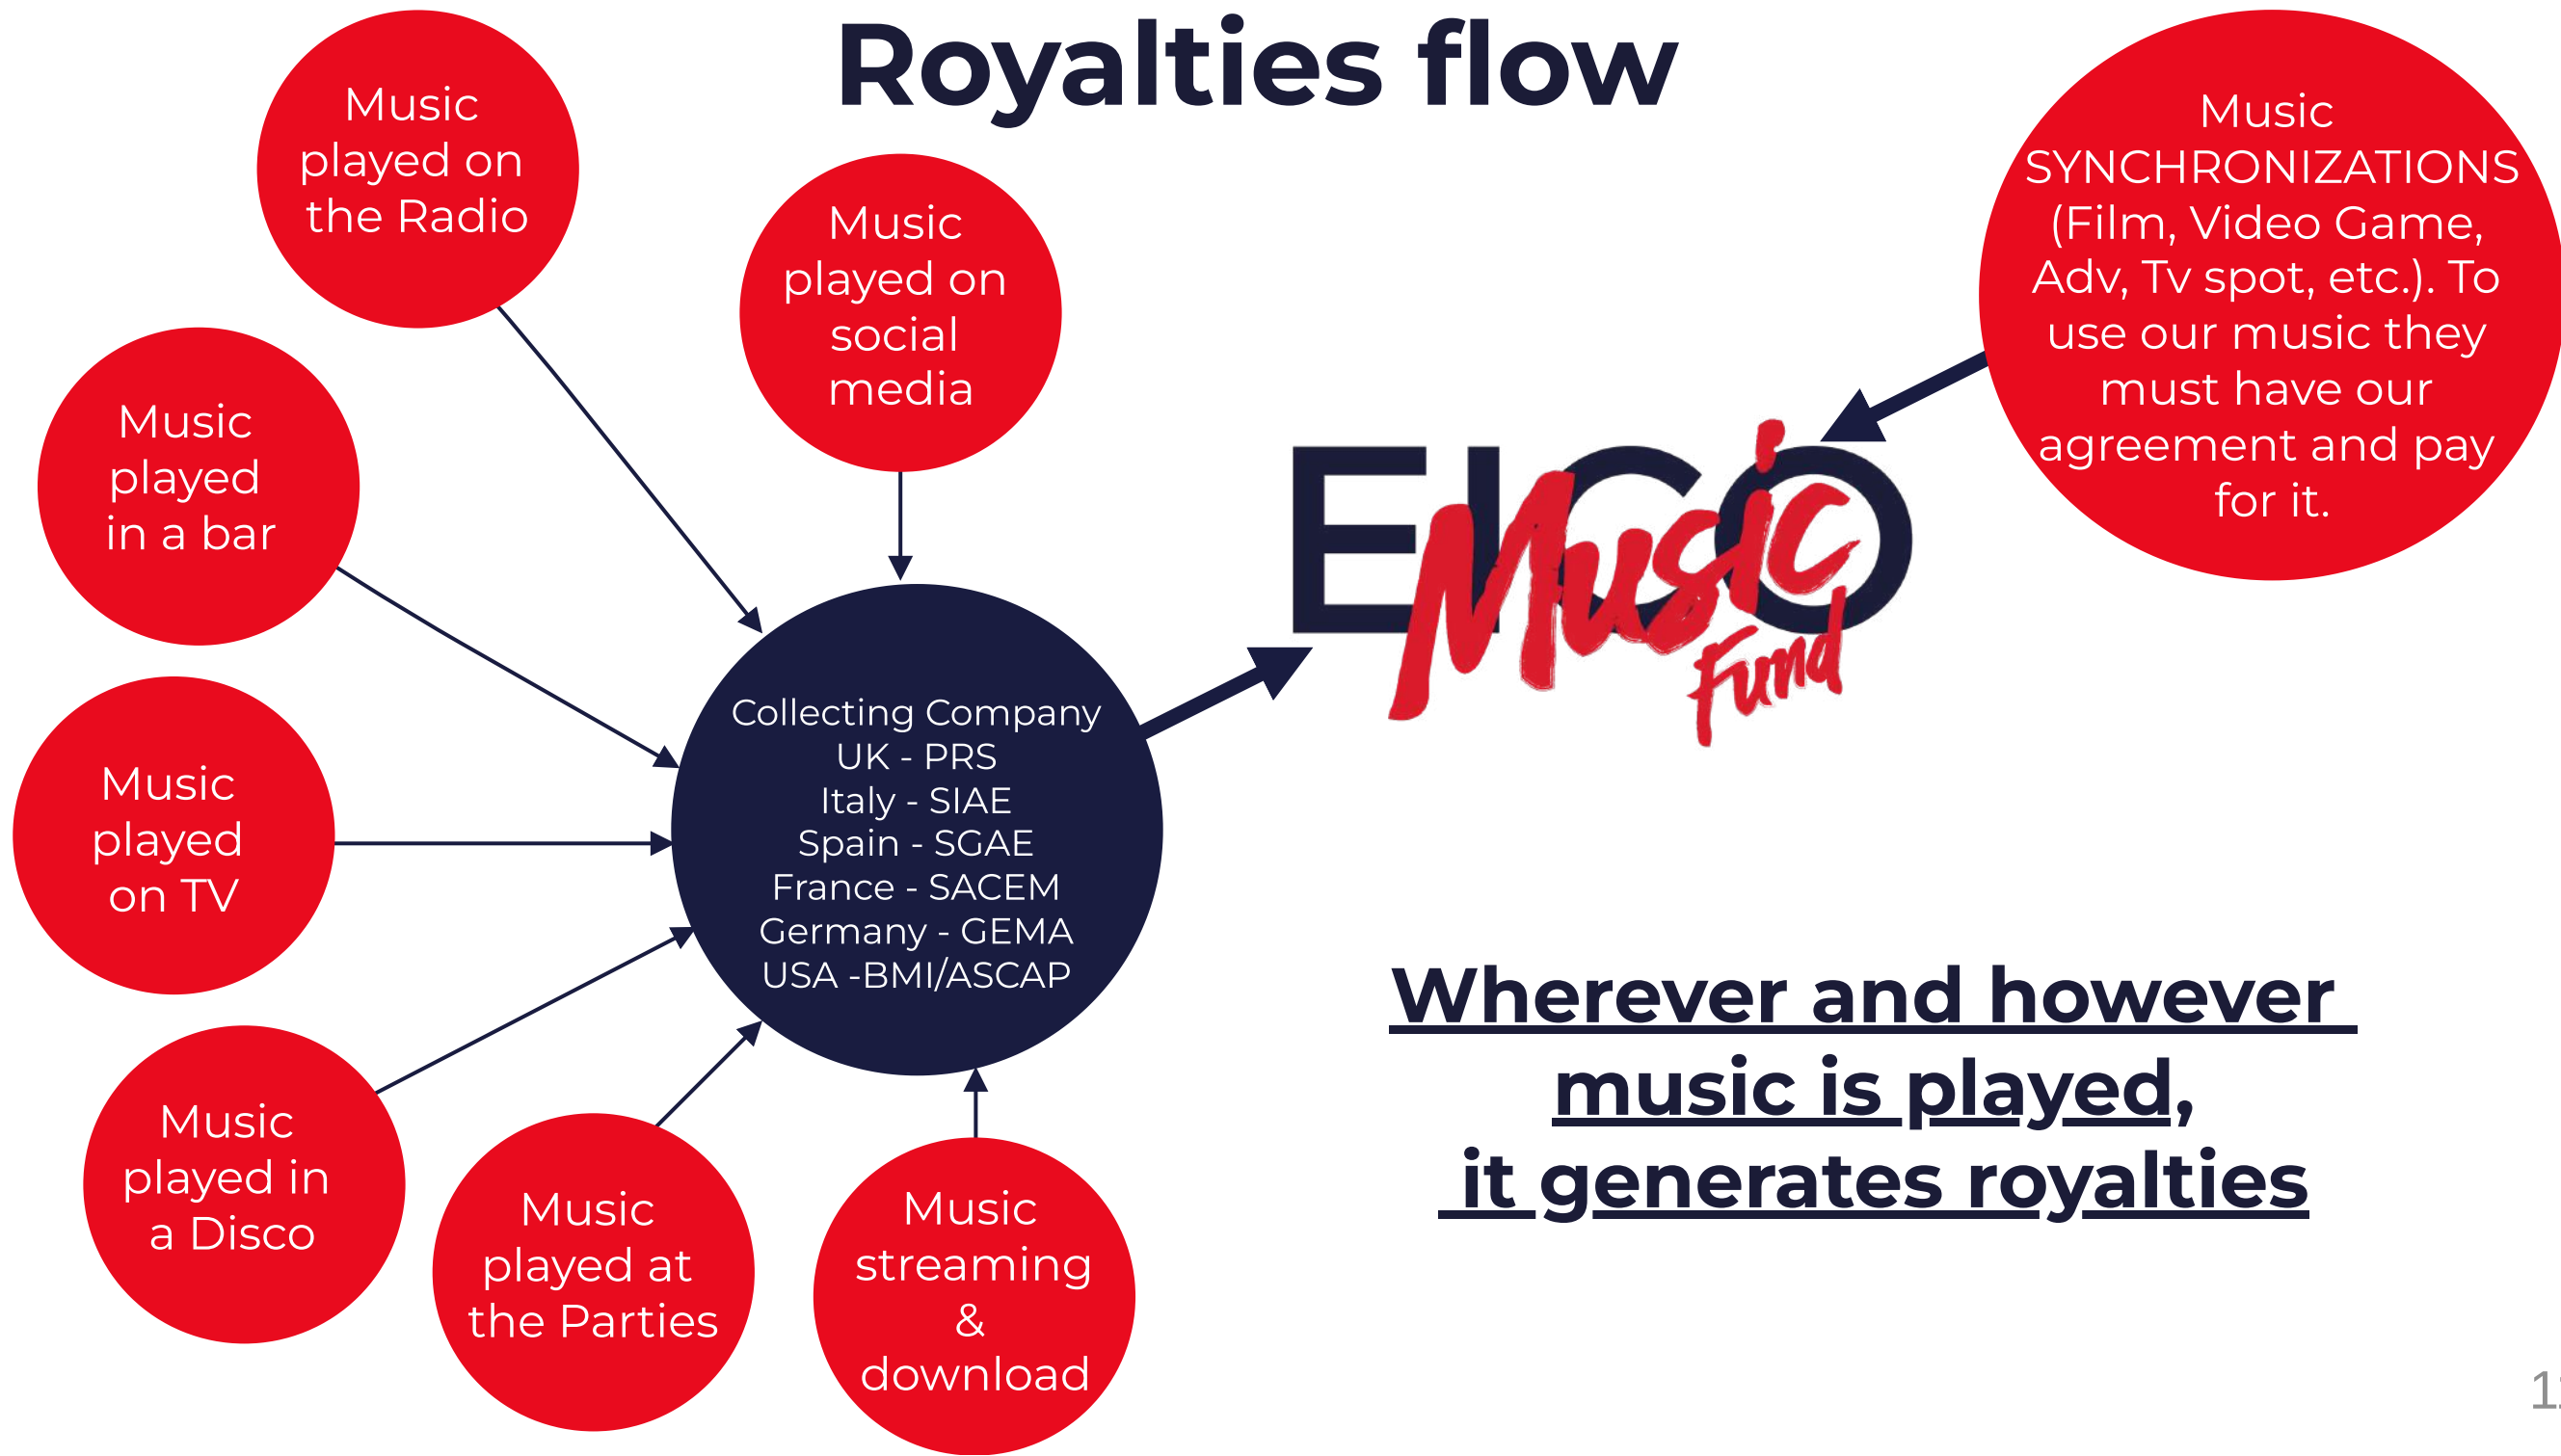 Royalties flow
Music
played on
the Radio
Music
played on
social
media
Music
SYNCHRONIZATIONS
(Film, Video Game,
Adv, Tv spot, etc.). To
use our music they
must have our
agreement and pay
for it.
Music
played
in a bar
EICO
Music
Fund
Music
played
on TV
Collecting Company
UK - PRS
Italy - SIAE
Spain - SGAE
France - SACEM
Germany - GEMA
USA -BMI/ASCAP
Music
played in
a Disco
Music
played at
the Parties
Music
streaming
&
download
Wherever and however
music is played,
it generates royalties